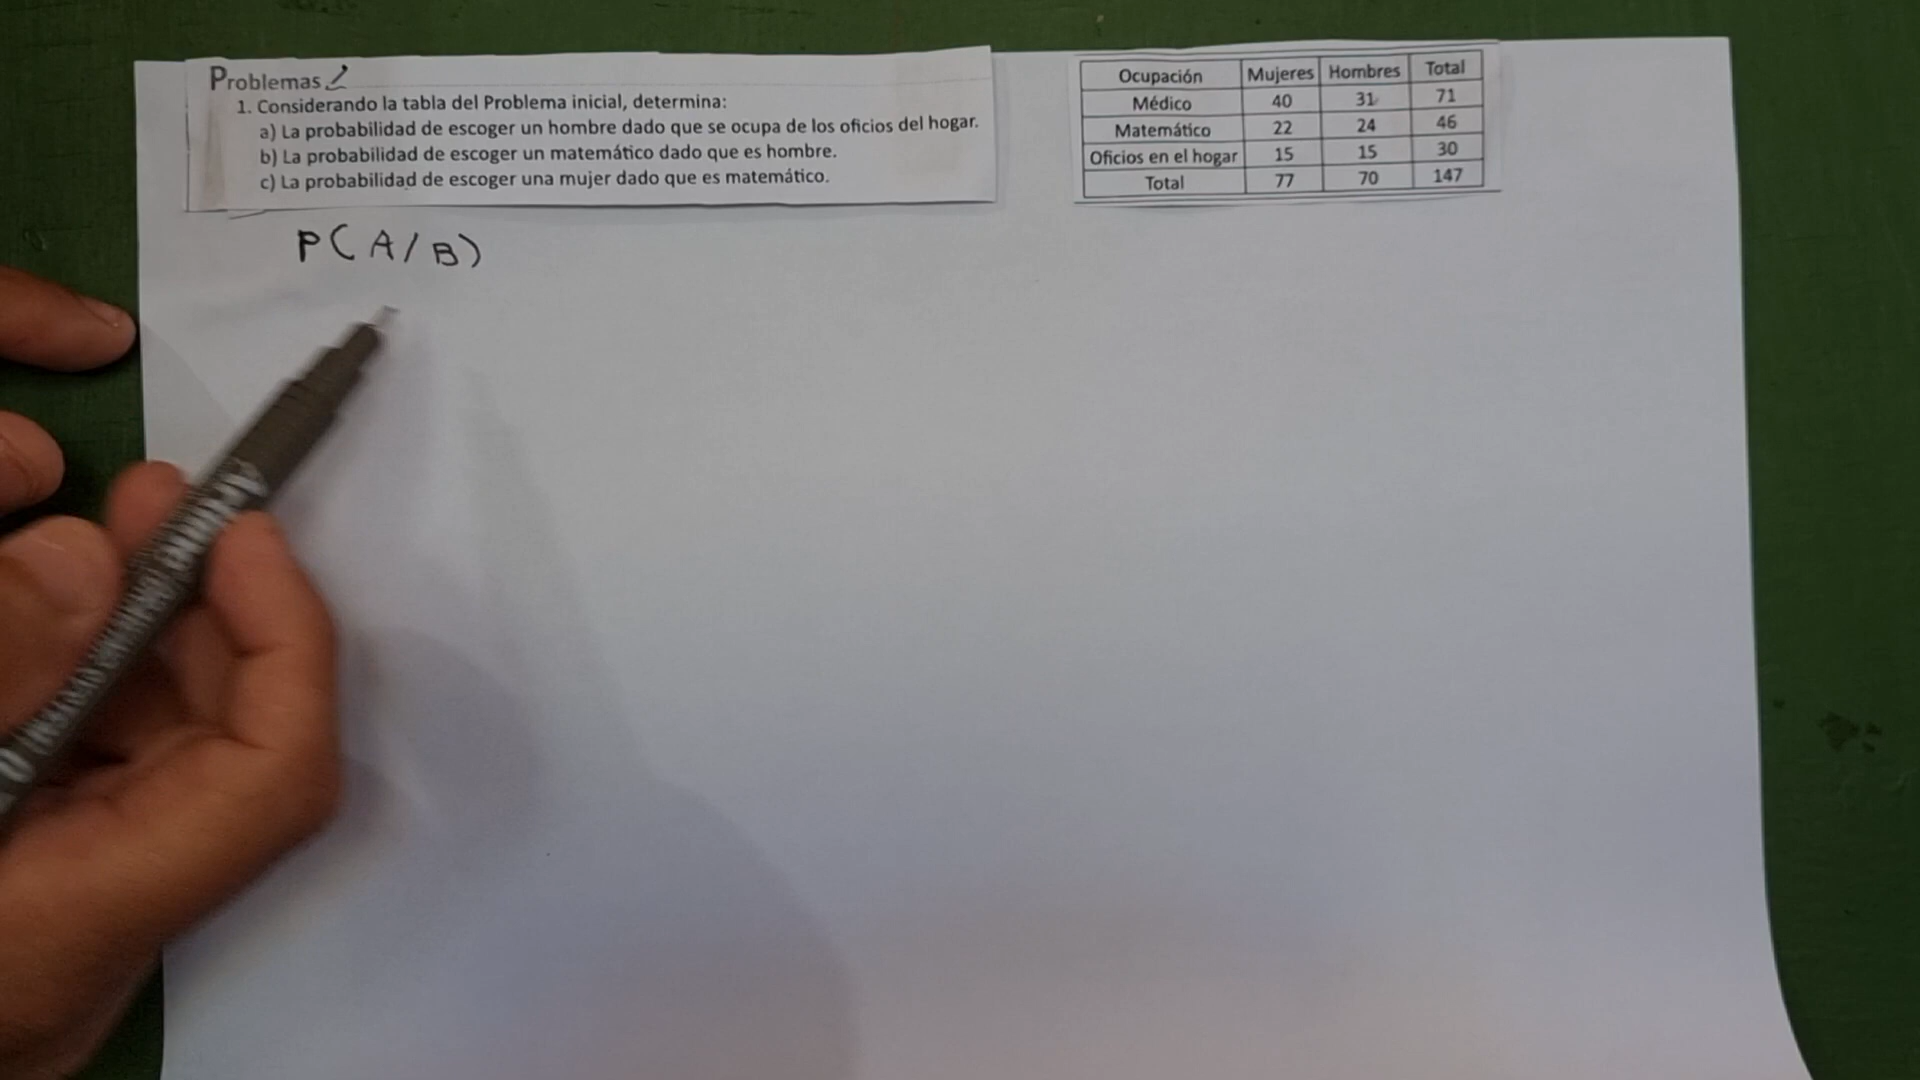 Problemas
1. Considerando la tabla del Problema inicial, determina:
a) La probabilidad de escoger un hombre dado que se ocupa de los oficios del hogar.
b) La probabilidad de escoger un matemático dado que es hombre.
c) La probabilidad de escoger una mujer dado que es matemático.
Ocupación Mujeres Hombres Total
Médico 40 31 71
Matemático 22 24 46
Oficios en el hogar 15 15 30
Total 77 70 147
P(A/B)